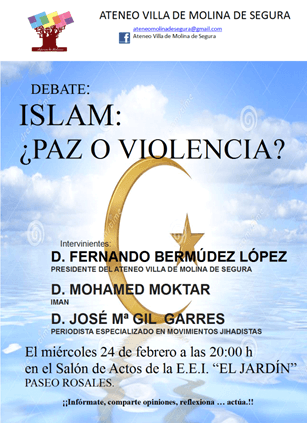 ATENEO VILLA DE MOLINA DE SEGURA
ateneomolinadesegura@gmail.com
Ateneo Villa de Molina de Segura
DEBATE:
ISLAM:
¿PAZ O VIOLENCIA?
Intervinientes:
D. FERNANDO BERMÚDEZ LÓPEZ
PRESIDENTE DEL ATENEO VILLA DE MOLINA DE SEGURA
D. MOHAMED MOKTAR
IMAN
D. JOSÉ Mª GIL GARRES
PERIODISTA ESPECIALIZADO EN MOVIMIENTOS JIHADISTAS
El miércoles 24 de febrero a las 20:00 h
en el Salón de Actos de la E.E.I. “EL JARDÍN”
PASEO ROSALES.
¡¡Infórmate, comparte opiniones, reflexiona … actúa.!!